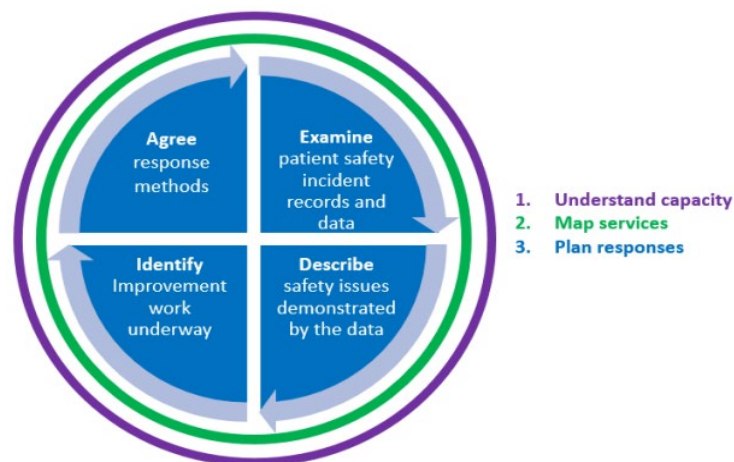 Agree
response
methods
Examine
patient safety
incident
records and
data
Identify
Improvement
work
underway
Describe
safety issues
demonstrated
by the data
1. Understand capacity
2. Map services
3. Plan responses